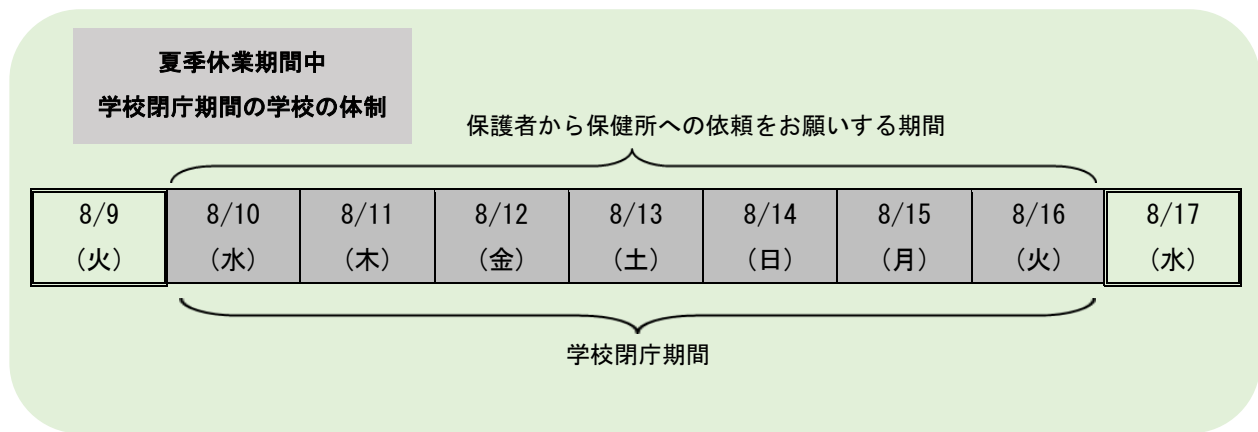 夏季休業期間中
学校閉庁期間の学校の体制
保護者から保健所への依頼をお願いする期間
8/9 8/10 8/11 8/12 8/13 8/14 8/15 8/16 8/17
(火) (水) (木) (金) (土) (日) (月) (火) (水)
学校閉庁期間